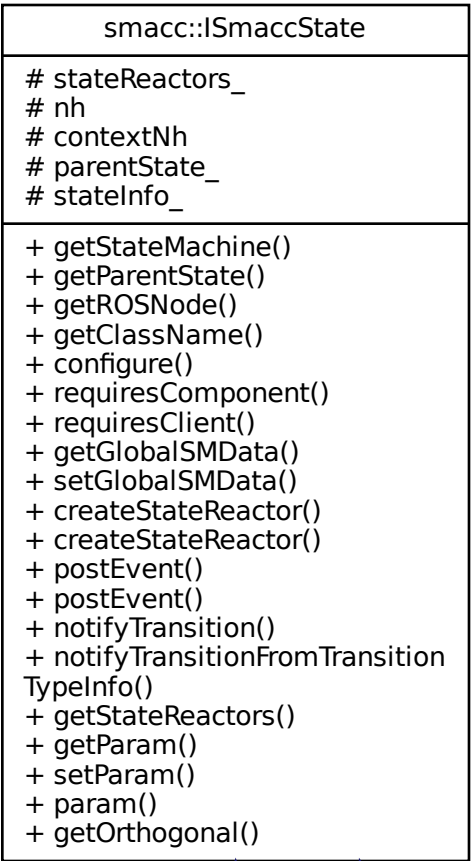 smacc::ISmaccState
# stateReactors_
# nh
# contextNh
# parentState_
# stateInfo_
+ getStateMachine()
+ getParentState()
+ getROSNode()
+ getClassName()
+ configure()
+ requiresComponent()
+ requiresClient()
+ getGlobalSMData()
+ setGlobalSMData()
+ createStateReactor()
+ createStateReactor()
+ postEvent()
+ postEvent()
+ notifyTransition()
+ notifyTransitionFromTransition
TypeInfo()
+ getStateReactors()
+ getParam()
+ setParam()
+ param()
+ getOrthogonal()